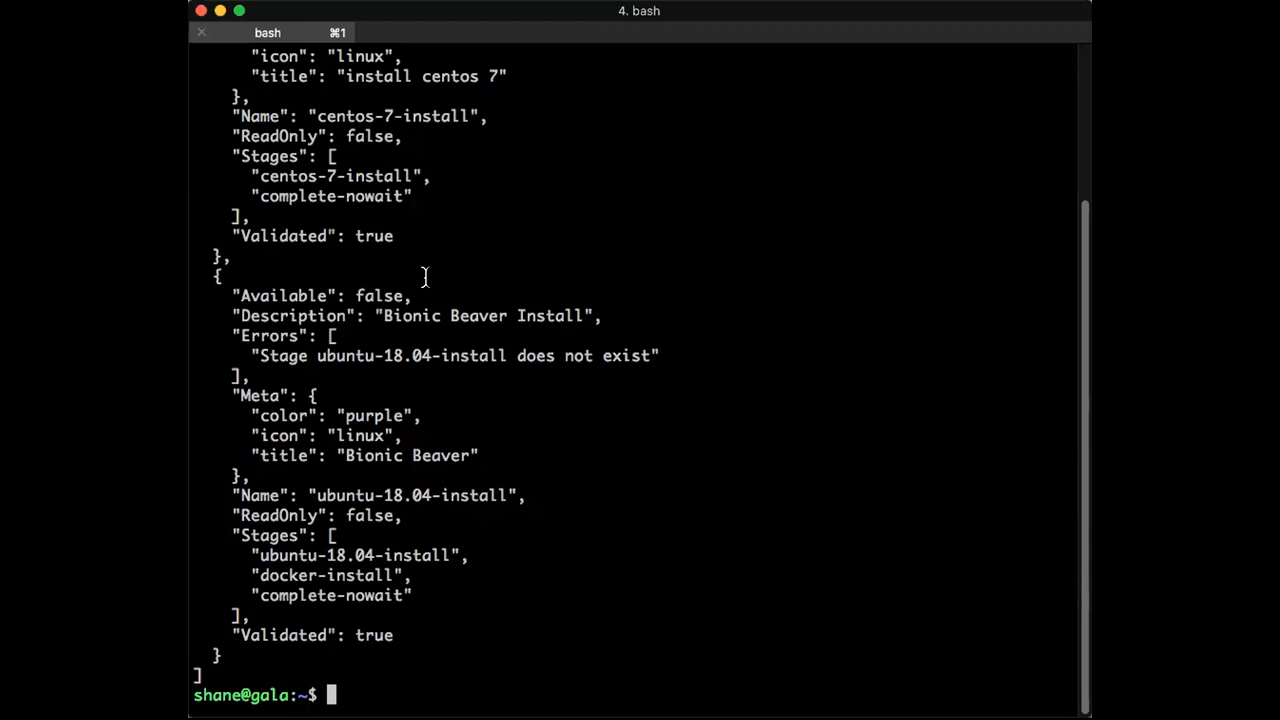 4. bash
bash ⌘1
"icon": "linux",
"title": "install centos 7"
},
"Name": "centos-7-install",
"ReadOnly": false,
"Stages": [
"centos-7-install",
"complete-nowait"
],
"Validated": true
},
{
"Available": false,
"Description": "Bionic Beaver Install",
"Errors": [
"Stage ubuntu-18.04-install does not exist"
],
"Meta": {
"color": "purple",
"icon": "linux",
"title": "Bionic Beaver"
},
"Name": "ubuntu-18.04-install",
"ReadOnly": false,
"Stages": [
"ubuntu-18.04-install",
"docker-install",
"complete-nowait"
],
"Validated": true
}
]
shane@gala:~$